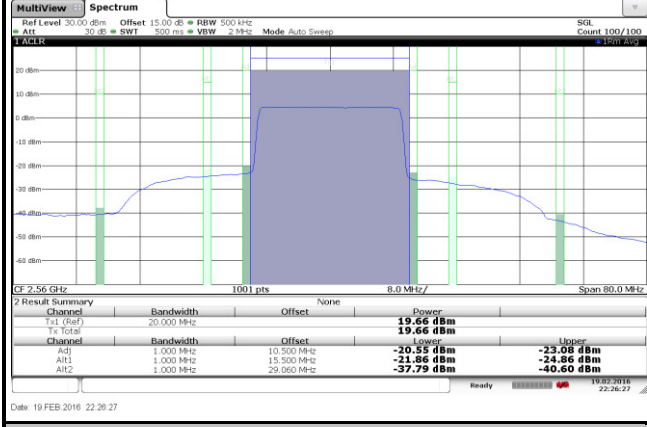 MultiView Spectrum
Ref Level 30.00 dBm Offset 15.00 dB RBW 500 kHz SGL
Att 30 dB SWT 500 ms VBW 2 MHz Mode Auto Sweep Count 100/100
1 ACLR 1Rm Avg
20 dBm
10 dBm
0 dBm
-10 dBm
-20 dBm
-30 dBm
-40 dBm
-50 dBm
-60 dBm
CF 2.56 GHz 1001 pts 8.0 MHz/ Span 80.0 MHz
2 Result Summary None
Channel Bandwidth Offset Power
Tx1 (Ref) 20.000 MHz 19.66 dBm
Tx Total 19.66 dBm
Channel Bandwidth Offset Lower Upper
Adj 1.000 MHz 10.500 MHz -20.55 dBm -23.08 dBm
Alt1 1.000 MHz 15.500 MHz -21.86 dBm -24.86 dBm
Alt2 1.000 MHz 29.060 MHz -37.79 dBm -40.60 dBm
Ready 19.02.2016
22:26:27
Date: 19.FEB.2016 22:26:27